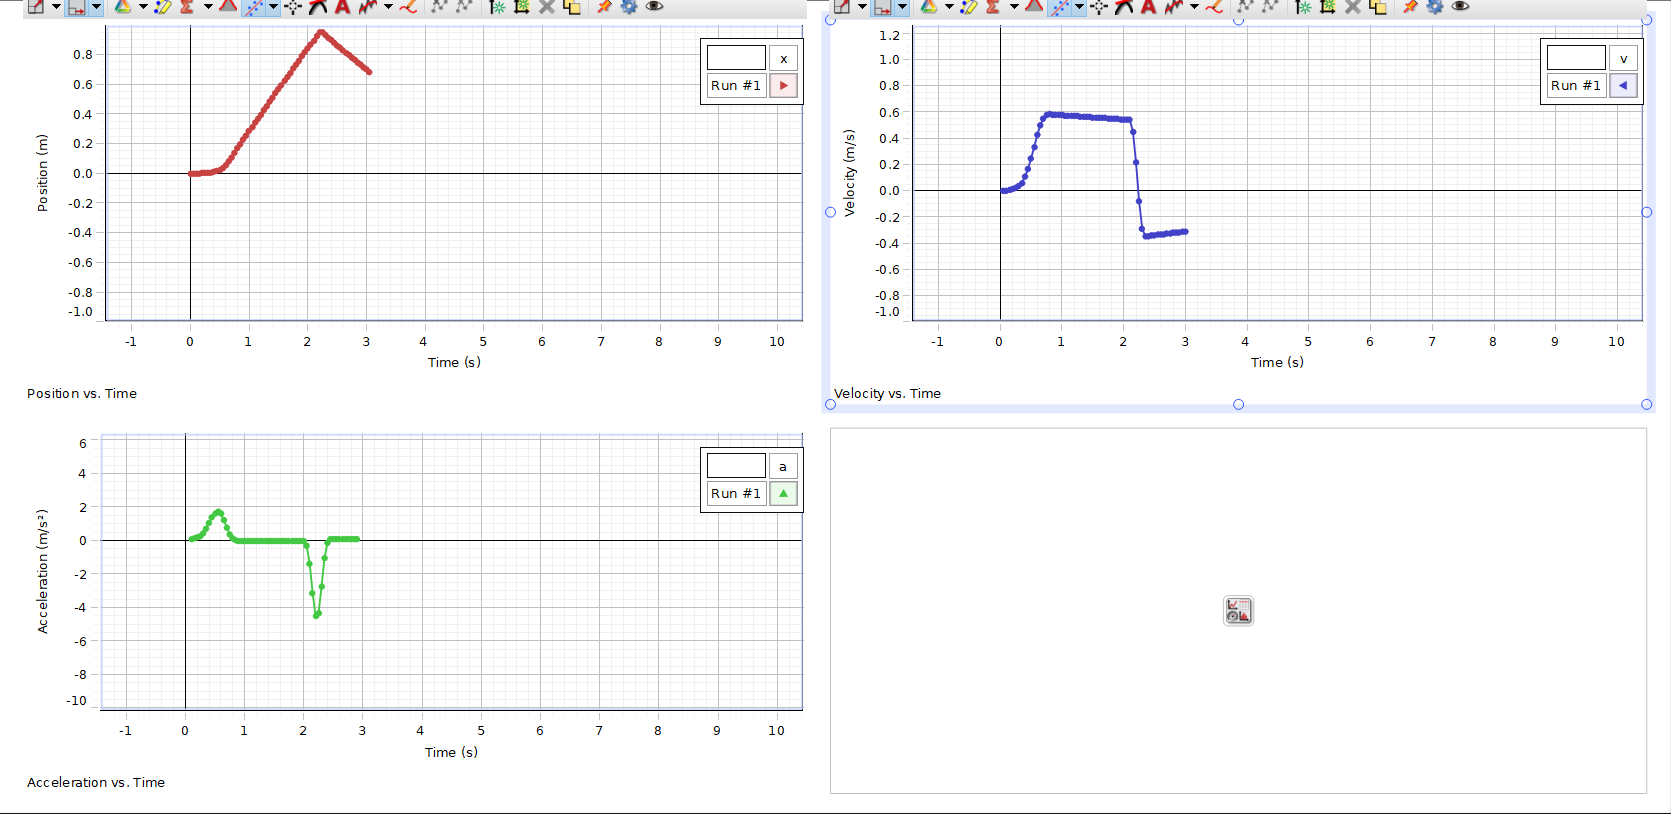 x
Run #1
0.8
0.6
0.4
0.2
0.0
-0.2
-0.4
-0.6
-0.8
-1.0
Position (m)
-1 0 1 2 3 4 5 6 7 8 9 10
Time (s)
Position vs. Time
v
Run #1
1.2
1.0
0.8
0.6
0.4
0.2
0.0
-0.2
-0.4
-0.6
-0.8
-1.0
Velocity (m/s)
-1 0 1 2 3 4 5 6 7 8 9 10
Time (s)
Velocity vs. Time
a
Run #1
6
4
2
0
-2
-4
-6
-8
-10
Acceleration (m/s²)
-1 0 1 2 3 4 5 6 7 8 9 10
Time (s)
Acceleration vs. Time